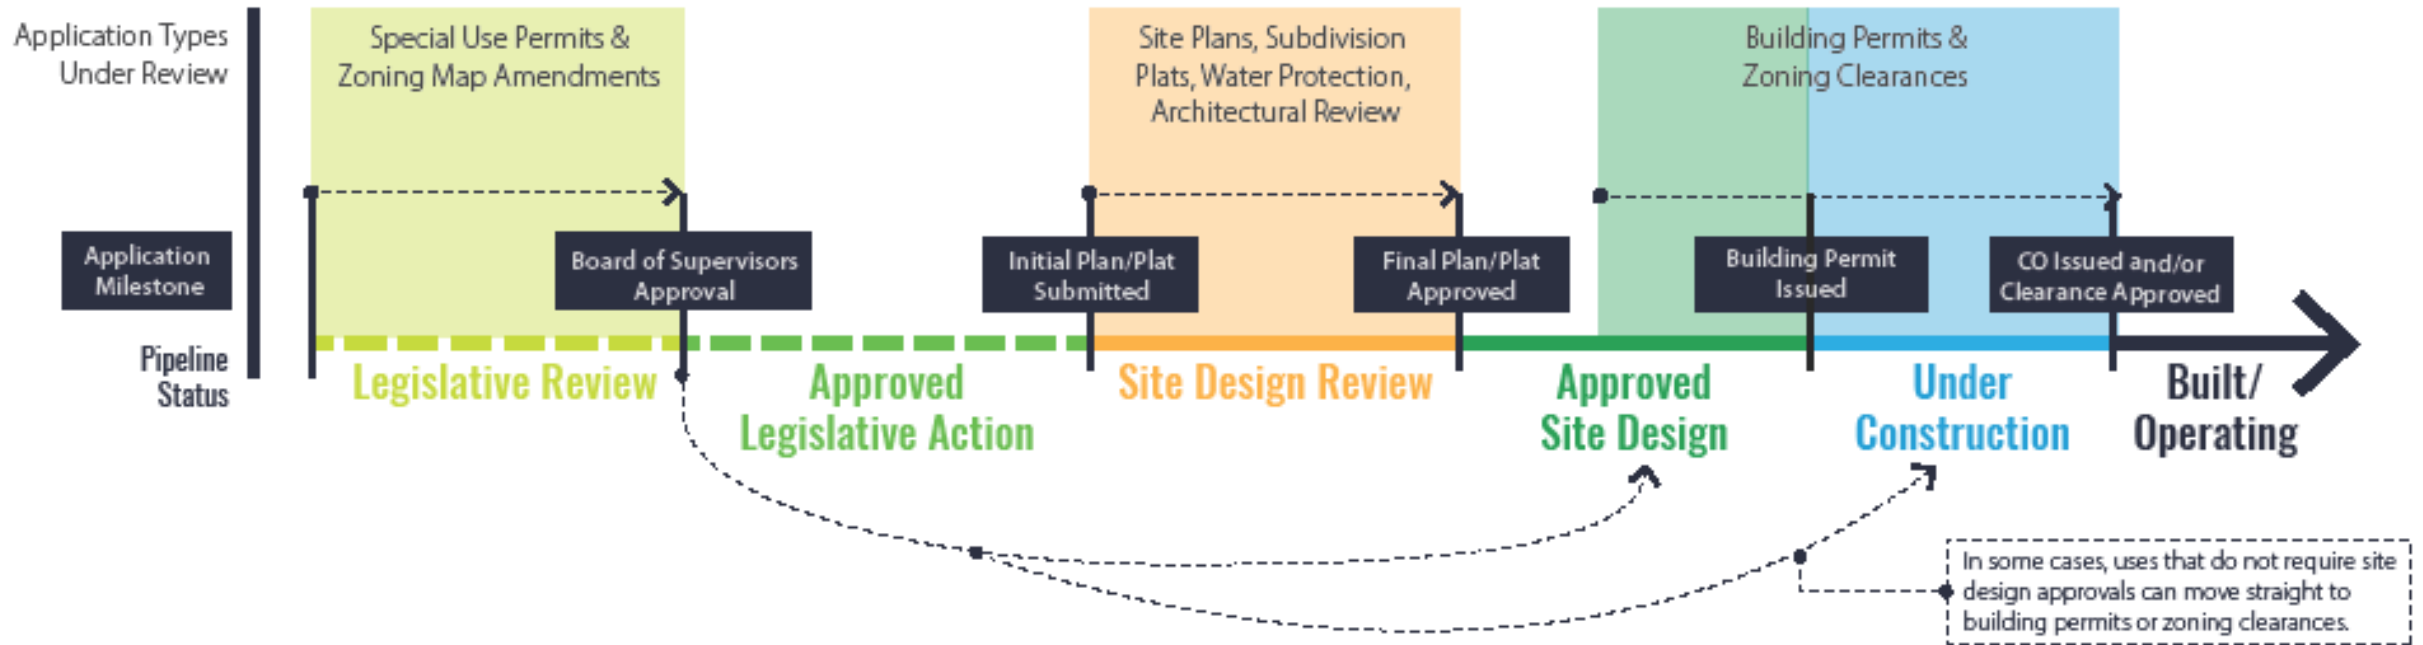 Application Types
Under Review
Special Use Permits &
Zoning Map Amendments
Site Plans, Subdivision
Plats, Water Protection,
Architectural Review
Building Permits &
Zoning Clearances
Application
Milestone
Board of Supervisors
Approval
Initial Plan/Plat
Submitted
Final Plan/Plat
Approved
Building Permit
Issued
CO Issued and/or
Clearance Approved
Pipeline
Status
Legislative Review
Approved
Legislative Action
Site Design Review
Approved
Site Design
Under
Construction
Built/
Operating
In some cases, uses that do not require site
design approvals can move straight to
building permits or zoning clearances.